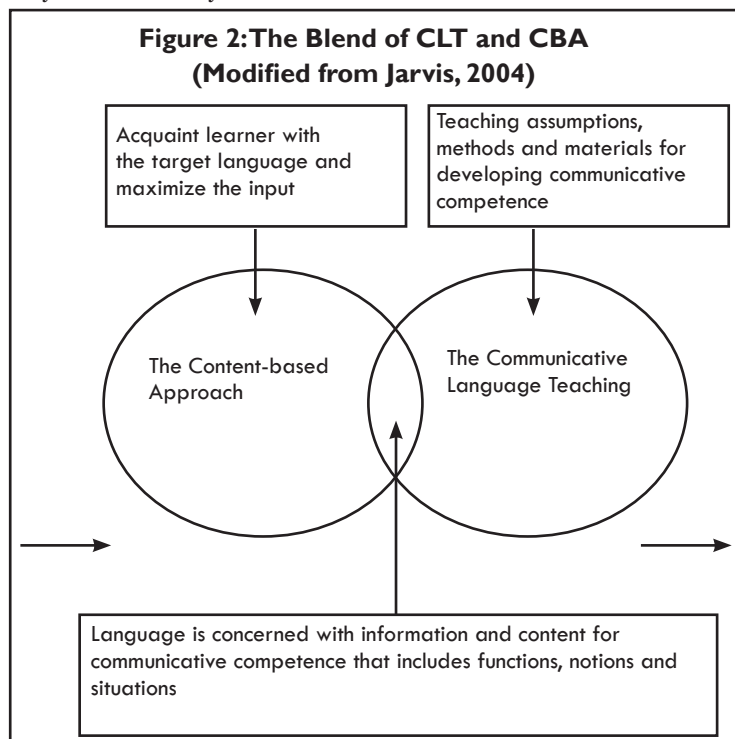 Figure 2: The Blend of CLT and CBA
(Modified from Jarvis, 2004)
Acquaint learner with
the target language and
maximize the input
Teaching assumptions,
methods and materials for
developing communicative
competence
The Content-based
Approach
The Communicative
Language Teaching
Language is concerned with information and content for
communicative competence that includes functions, notions and
situations